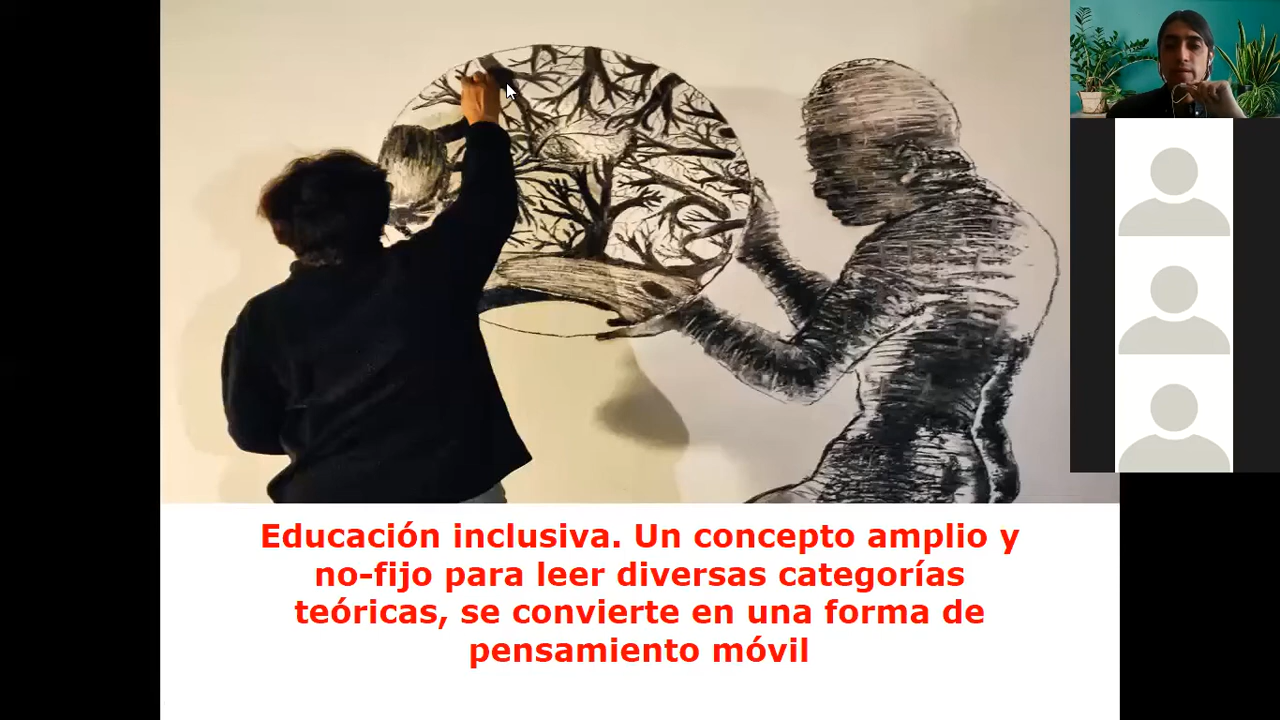 Educación inclusiva. Un concepto amplio y
no-fijo para leer diversas categorías
teóricas, se convierte en una forma de
pensamiento móvil